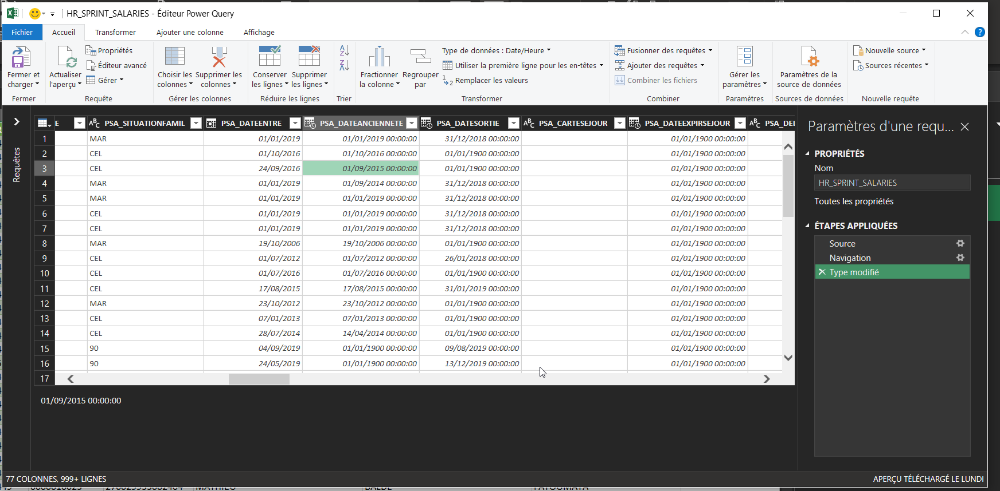 HR_SPRINT_SALARIES - Éditeur Power Query
Fichier Accueil Transformer Ajouter une colonne Affichage
Fermer et charger
Actualiser l'aperçu
Propriétés
Éditeur avancé
Gérer
Choisir les colonnes
Supprimer les colonnes
Conserver les lignes
Supprimer les lignes
Fractionner la colonne
Regrouper par
Type de données : Date/Heure
Utiliser la première ligne pour les en-têtes
Remplacer les valeurs
Fusionner des requêtes
Ajouter des requêtes
Combiner les fichiers
Gérer les paramètres
Paramètres de la source de données
Nouvelle source
Sources récentes
Fermer Requête Gérer les colonnes Réduire les lignes Trier Transformer Combiner Paramètres Sources de données Nouvelle requête
Requêtes
E PSA_SITUATIONFAMIL PSA_DATEENTRE PSA_DATEANCIENNETE PSA_DATESORTIE PSA_CARTESEJOUR PSA_DATEEXPIRSEJOUR
1 MAR 01/01/2019 01/01/2019 00:00:00 31/12/2018 00:00:00 01/01/1900 00:00:00
2 CEL 01/10/2016 01/10/2016 00:00:00 01/01/1900 00:00:00 01/01/1900 00:00:00
3 CEL 24/09/2016 01/09/2015 00:00:00 01/01/1900 00:00:00 01/01/1900 00:00:00
4 MAR 01/01/2019 01/09/2014 00:00:00 31/12/2018 00:00:00 01/01/1900 00:00:00
5 MAR 01/01/2019 01/01/2019 00:00:00 31/12/2018 00:00:00 01/01/1900 00:00:00
6 CEL 01/01/2019 01/01/2019 00:00:00 31/12/2018 00:00:00 01/01/1900 00:00:00
7 CEL 01/01/2019 01/01/2019 00:00:00 31/12/2018 00:00:00 01/01/1900 00:00:00
8 MAR 19/10/2006 19/10/2006 00:00:00 01/01/1900 00:00:00 01/01/1900 00:00:00
9 CEL 01/07/2012 01/07/2012 00:00:00 26/01/2018 00:00:00 01/01/1900 00:00:00
10 CEL 01/07/2016 01/07/2016 00:00:00 01/01/1900 00:00:00 01/01/1900 00:00:00
11 CEL 17/08/2015 17/08/2015 00:00:00 31/01/2019 00:00:00 01/01/1900 00:00:00
12 MAR 23/10/2012 23/10/2012 00:00:00 01/01/1900 00:00:00 01/01/1900 00:00:00
13 CEL 07/01/2013 07/01/2013 00:00:00 01/01/1900 00:00:00 01/01/1900 00:00:00
14 CEL 28/07/2014 14/04/2014 00:00:00 01/01/1900 00:00:00 01/01/1900 00:00:00
15 90 04/09/2019 01/01/1900 00:00:00 09/08/2019 00:00:00 01/01/1900 00:00:00
16 90 24/05/2019 01/01/1900 00:00:00 13/12/2019 00:00:00 01/01/1900 00:00:00
17
01/09/2015 00:00:00
Paramètres d'une requ...
PROPRIÉTÉS
Nom
HR_SPRINT_SALARIES
Toutes les propriétés
ÉTAPES APPLIQUÉES
Source
Navigation
Type modifié
77 COLONNES, 999+ LIGNES
APERÇU TÉLÉCHARGÉ LE LUNDI